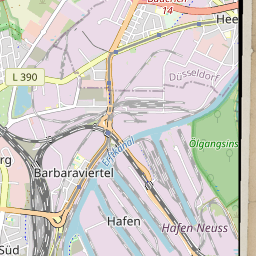 14
Hee
L 390
Düsseldorf
Erftkanal
Ölgangsins
rg
Barbaraviertel
Hafen
Hafen Neuss
Süd